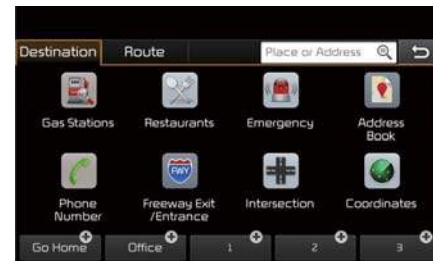 Destination
Route
Place or Address
Gas Stations
Restaurants
Emergency
Address
Book
FWY
Phone
Number
Freeway Exit
/Entrance
Intersection
Coordinates
Go Home
Office
1
2
3